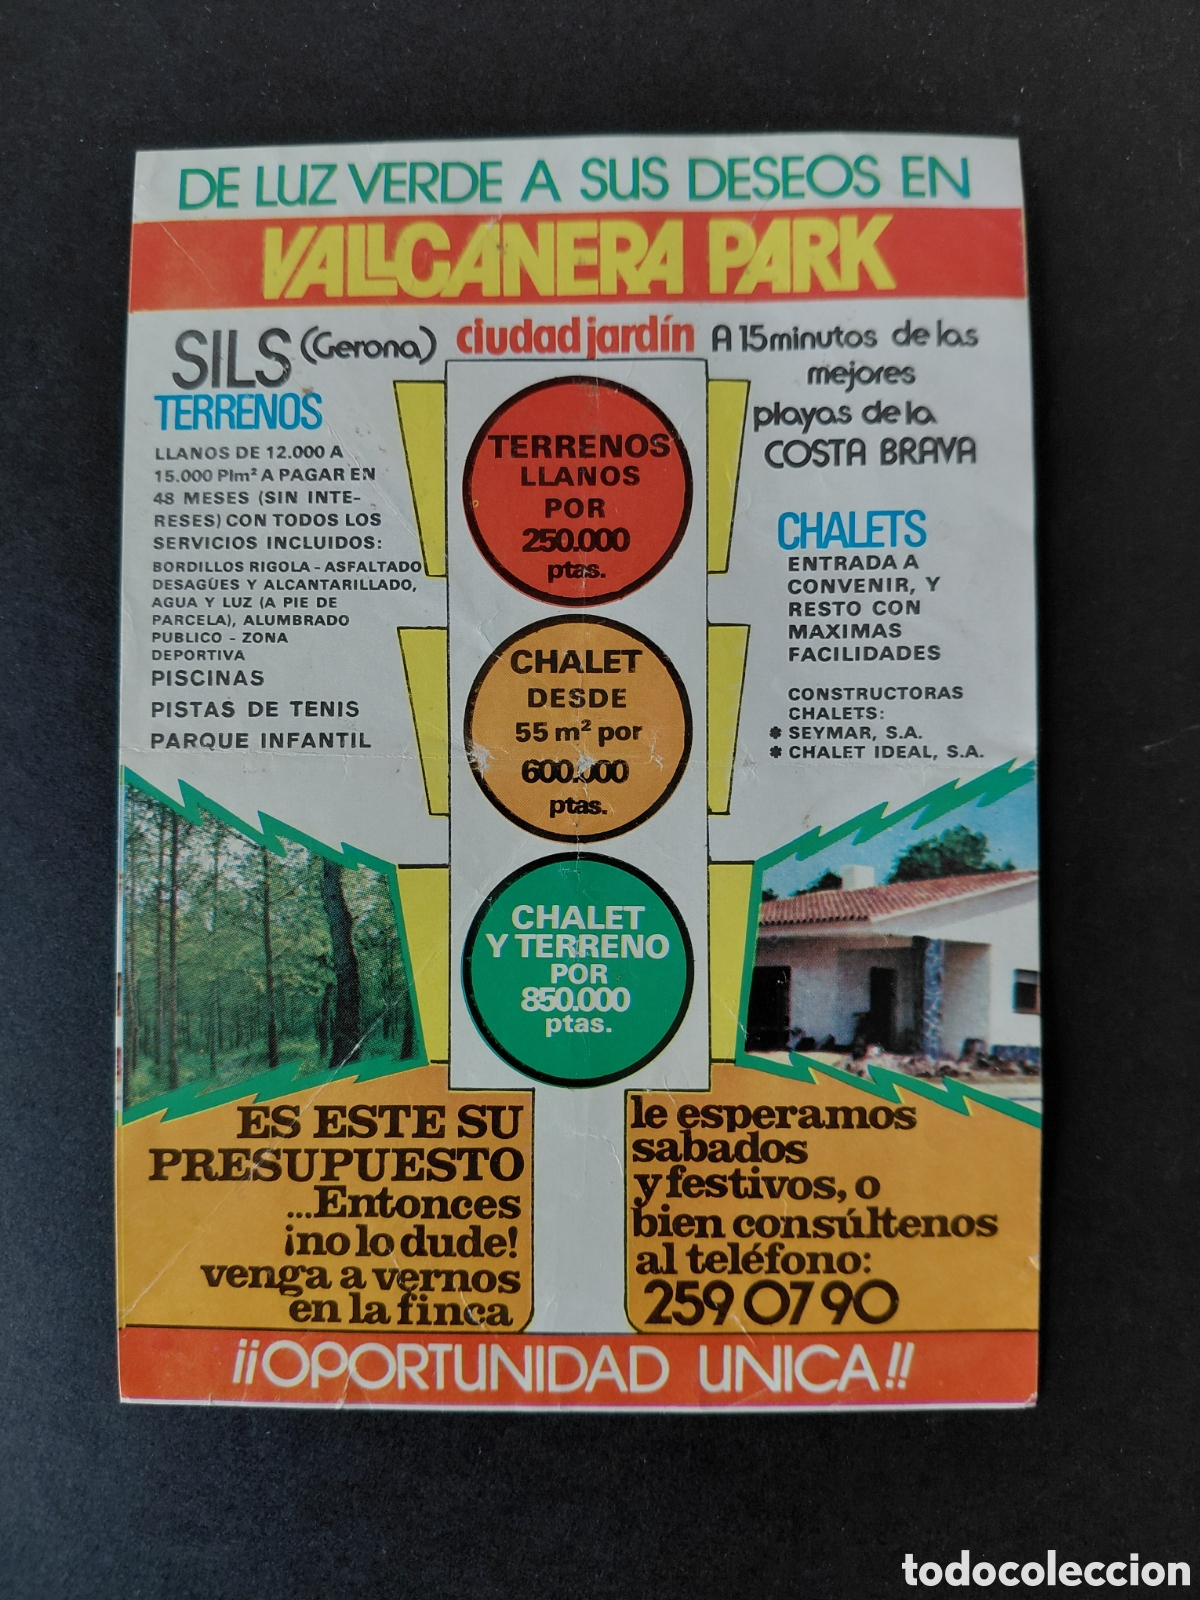 DE LUZ VERDE A SUS DESEOS EN
VALLCANERA PARK
SILS (Gerona)
ciudad jardín
A 15 minutos de las
mejores
playas de la
COSTA BRAVA
TERRENOS
LLANOS DE 12.000 A
15.000 Plm² A PAGAR EN
48 MESES (SIN INTE-
RESES) CON TODOS LOS
SERVICIOS INCLUIDOS:
BORDILLOS RIGOLA - ASFALTADO
DESAGÜES Y ALCANTARILLADO,
AGUA Y LUZ (A PIE DE
PARCELA), ALUMBRADO
PUBLICO - ZONA
DEPORTIVA
PISCINAS
PISTAS DE TENIS
PARQUE INFANTIL
TERRENOS
LLANOS
POR
250.000
ptas.
CHALET
DESDE
55 m² por
600.000
ptas.
CHALET
Y TERRENO
POR
850.000
ptas.
CHALETS
ENTRADA A
CONVENIR, Y
RESTO CON
MAXIMAS
FACILIDADES
CONSTRUCTORAS
CHALETS:
* SEYMAR, S.A.
* CHALET IDEAL, S.A.
ES ESTE SU
PRESUPUESTO
...Entonces
¡no lo dude!
venga a vernos
en la finca
le esperamos
sabados
y festivos, o
bien consúltenos
al teléfono:
259 07 90
¡¡OPORTUNIDAD UNICA!!
todocoleccion